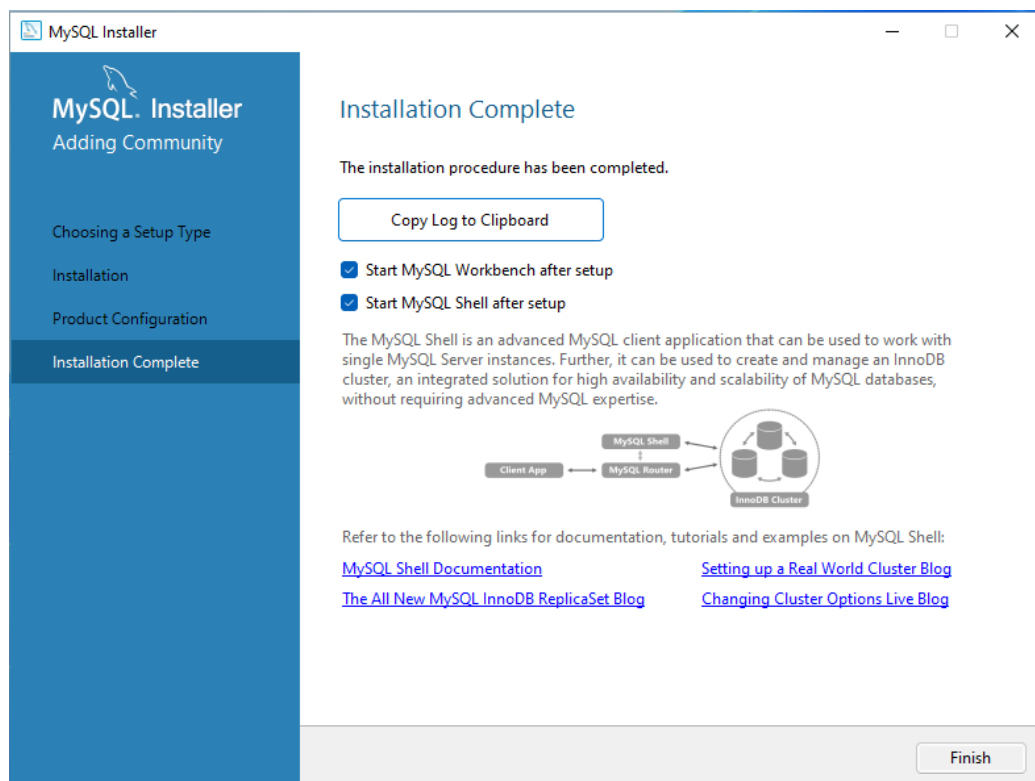 MySQL Installer
MySQL. Installer
Adding Community
Choosing a Setup Type
Installation
Product Configuration
Installation Complete
Installation Complete
The installation procedure has been completed.
Copy Log to Clipboard
Start MySQL Workbench after setup
Start MySQL Shell after setup
The MySQL Shell is an advanced MySQL client application that can be used to work with
single MySQL Server instances. Further, it can be used to create and manage an InnoDB
cluster, an integrated solution for high availability and scalability of MySQL databases,
without requiring advanced MySQL expertise.
MySQL Shell
Client App
MySQL Router
InnoDB Cluster
Refer to the following links for documentation, tutorials and examples on MySQL Shell:
MySQL Shell Documentation
Setting up a Real World Cluster Blog
The All New MySQL InnoDB ReplicaSet Blog
Changing Cluster Options Live Blog
Finish